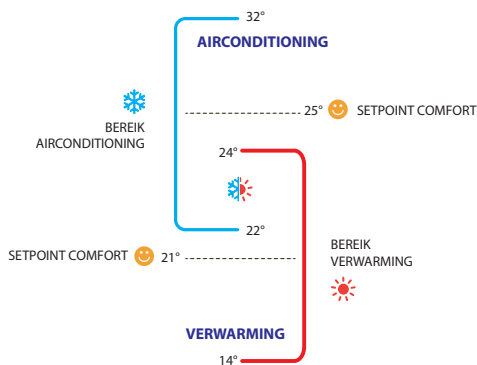 32°
AIRCONDITIONING
25° SETPOINT COMFORT
BEREIK
AIRCONDITIONING
24°
22°
SETPOINT COMFORT 21°
BEREIK
VERWARMING
VERWARMING
14°